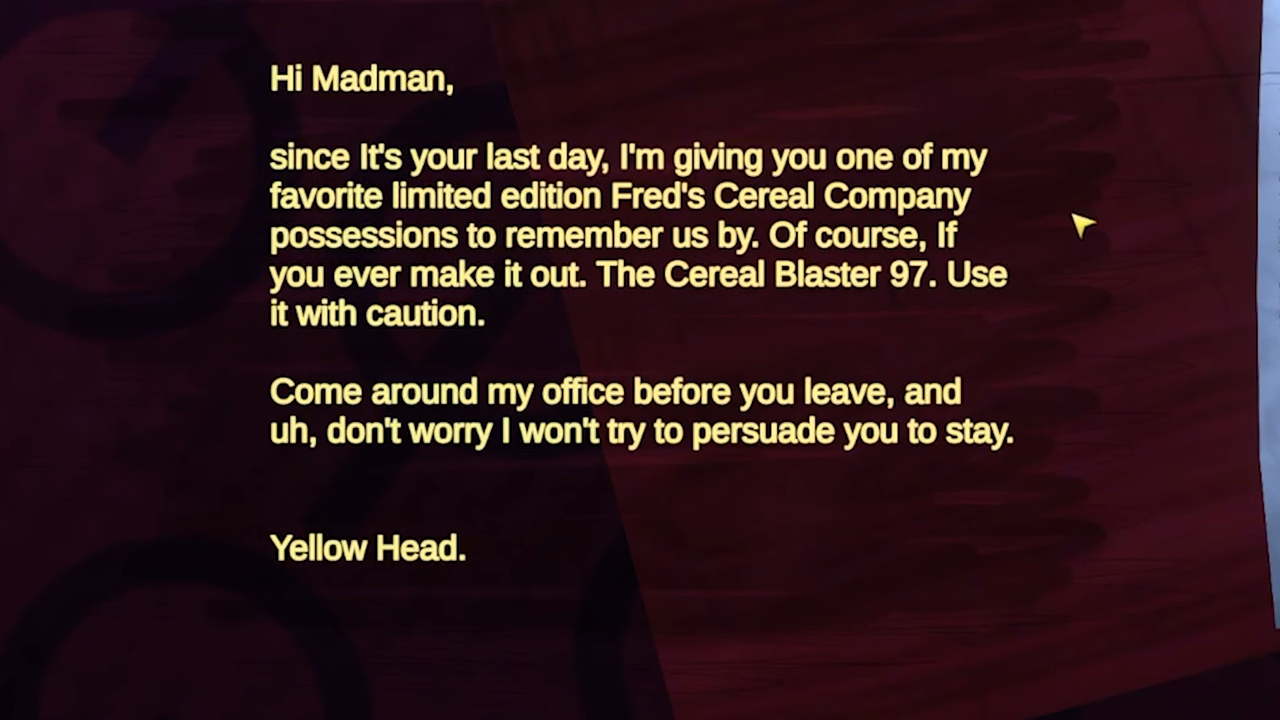 Hi Madman,
since It's your last day, I'm giving you one of my
favorite limited edition Fred's Cereal Company
possessions to remember us by. Of course, If
you ever make it out. The Cereal Blaster 97. Use
it with caution.
Come around my office before you leave, and
uh, don't worry I won't try to persuade you to stay.
Yellow Head.